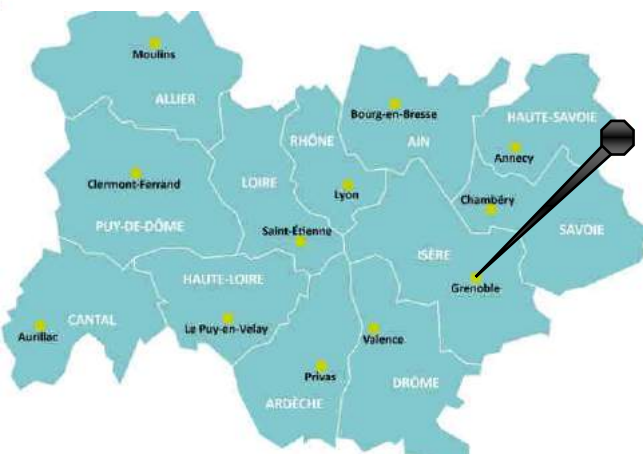 Moulins
ALLIER
Bourg-en-Bresse
AIN
HAUTE-SAVOIE
Annecy
RHÔNE
Lyon
LOIRE
Clermont-Ferrand
PUY-DE-DÔME
Chambéry
SAVOIE
Saint-Étienne
ISÈRE
Grenoble
HAUTE-LOIRE
Le Puy-en-Velay
CANTAL
Aurillac
Valence
Privas
DRÔME
ARDÈCHE